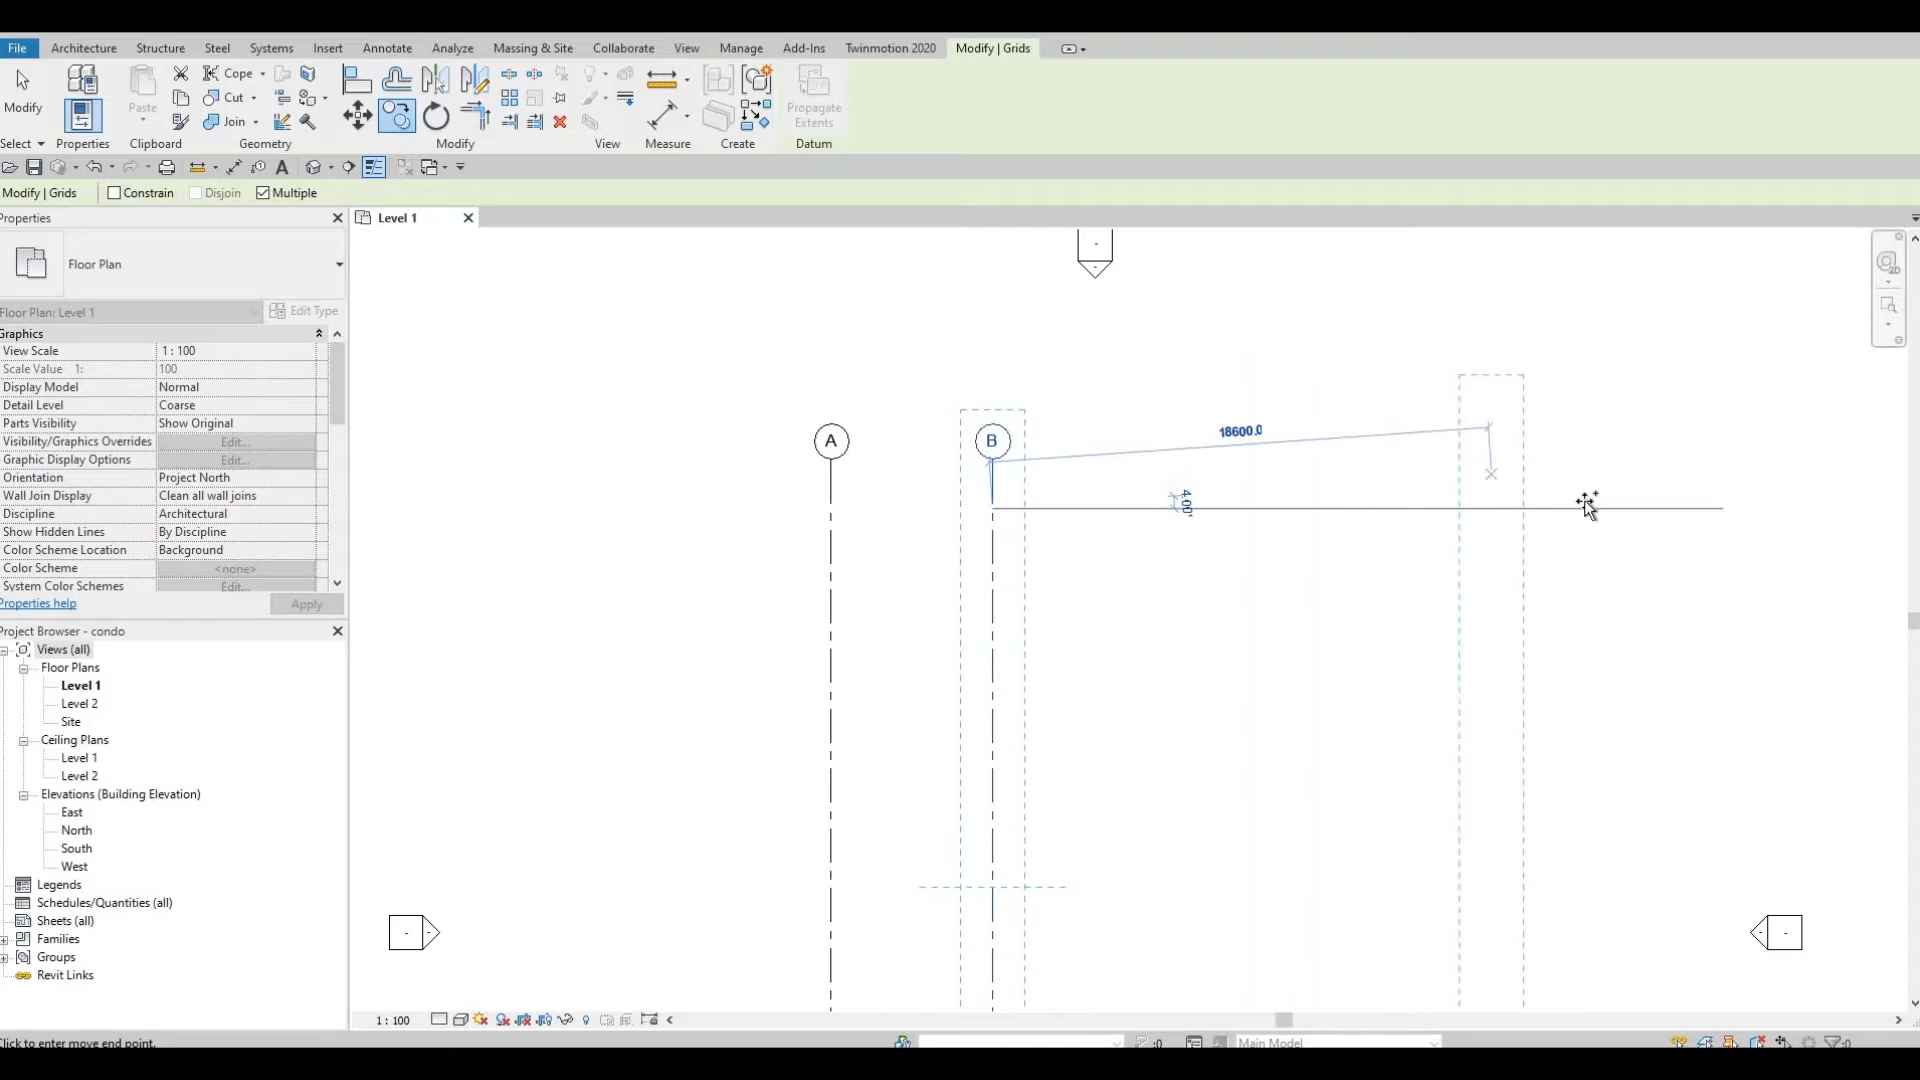 File Architecture Structure Steel Systems Insert Annotate Analyze Massing & Site Collaborate View Manage Add-Ins Twinmotion 2020 Modify | Grids
Modify Paste Cope Cut Join Propagate Extents
Select Properties Clipboard Geometry Modify View Measure Create Datum
Modify | Grids Constrain Disjoin Multiple
Properties
Level 1
Floor Plan
Floor Plan: Level 1 Edit Type
Graphics
View Scale 1 : 100
Scale Value 1: 100
Display Model Normal
Detail Level Coarse
Parts Visibility Show Original
Visibility/Graphics Overrides Edit...
Graphic Display Options Edit...
Orientation Project North
Wall Join Display Clean all wall joins
Discipline Architectural
Show Hidden Lines By Discipline
Color Scheme Location Background
Color Scheme <none>
System Color Schemes Edit...
Properties help Apply
Project Browser - condo
Views (all)
Floor Plans
Level 1
Level 2
Site
Ceiling Plans
Level 1
Level 2
Elevations (Building Elevation)
East
North
South
West
Legends
Schedules/Quantities (all)
Sheets (all)
Families
Groups
Revit Links
A
B
18600.0
1 : 100
Click to enter move end point.
:0
Main Model
:0